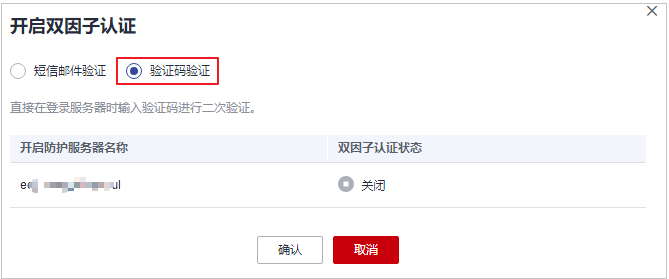 开启双因子认证
短信邮件验证 验证码验证
直接在登录服务器时输入验证码进行二次验证。
开启防护服务器名称 双因子认证状态
关闭
确认 取消